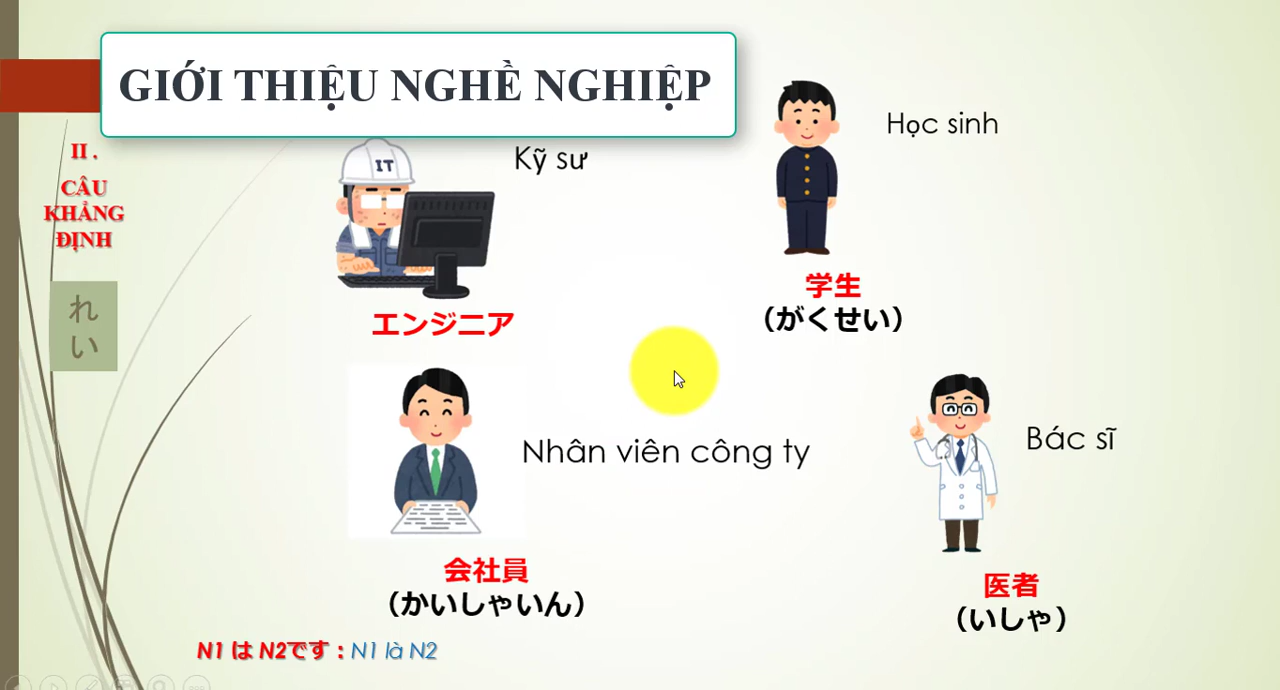 GIỚI THIỆU NGHỀ NGHIỆP
II .
CÂU
KHẲNG
ĐỊNH
れ
い
IT
Kỹ sư
エンジニア
Học sinh
学生
（がくせい）
Nhân viên công ty
会社員
（かいしゃいん）
Bác sĩ
医者
（いしゃ）
N1 は N2です : N1 là N2